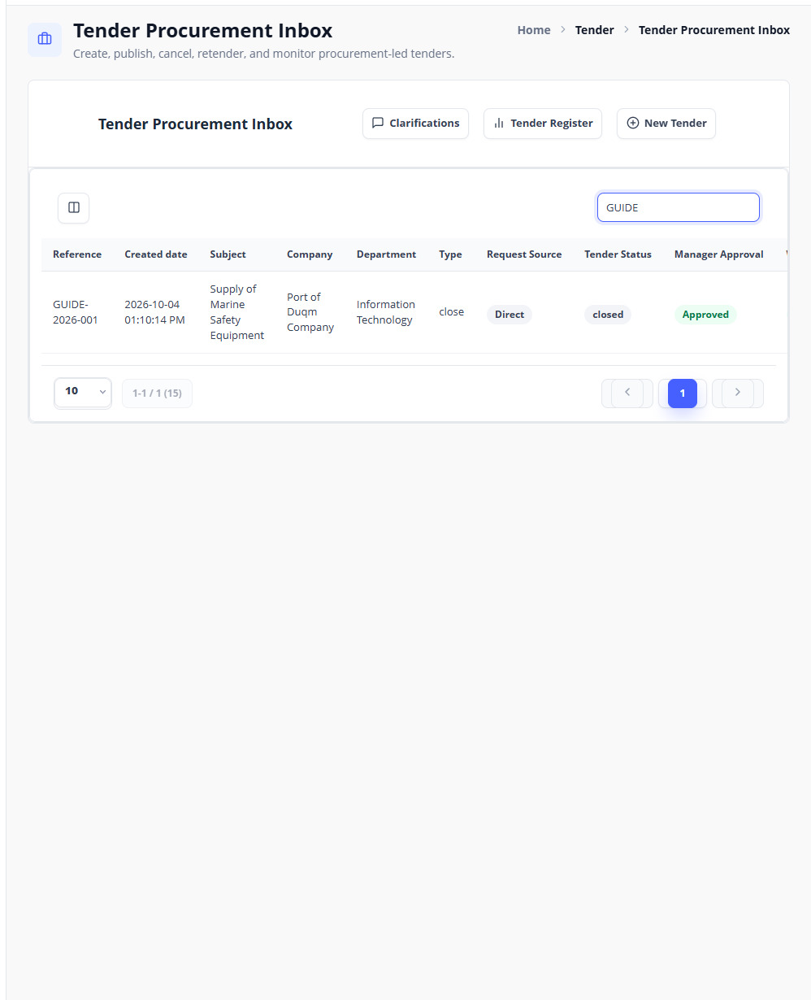 Tender Procurement Inbox
Home > Tender > Tender Procurement Inbox
Create, publish, cancel, retender, and monitor procurement-led tenders.
Tender Procurement Inbox
Clarifications
Tender Register
New Tender
GUIDE
Reference Created date Subject Company Department Type Request Source Tender Status Manager Approval
GUIDE-
2026-001
2026-10-04
01:10:14 PM
Supply of
Marine
Safety
Equipment
Port of
Duqm
Company
Information
Technology
close
Direct
closed
Approved
10
1-1 / 1 (15)
1